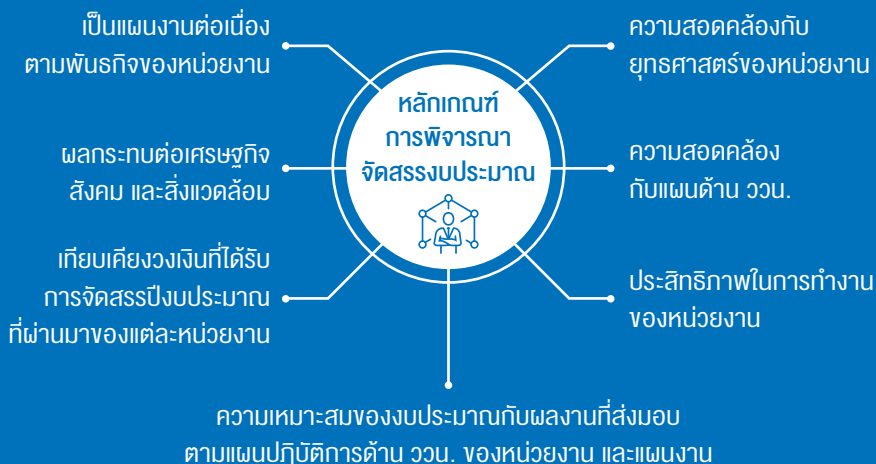 เป็นแผนงานต่อเนื่อง
ตามพันธกิจของหน่วยงาน
ผลกระทบต่อเศรษฐกิจ
สังคม และสิ่งแวดล้อม
เทียบเคียงวงเงินที่ได้รับ
การจัดสรรปีงบประมาณ
ที่ผ่านมาของแต่ละหน่วยงาน
หลักเกณฑ์
การพิจารณา
จัดสรรงบประมาณ
ความสอดคล้องกับ
ยุทธศาสตร์ของหน่วยงาน
ความสอดคล้อง
กับแผนด้าน ววน.
ประสิทธิภาพในการทำงาน
ของหน่วยงาน
ความเหมาะสมของงบประมาณกับผลงานที่ส่งมอบ
ตามแผนปฏิบัติการด้าน ววน. ของหน่วยงาน และแผนงาน